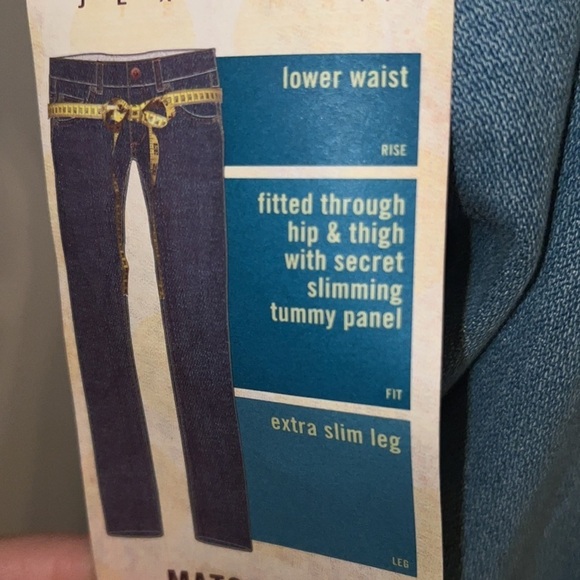 lower waist
RISE
fitted through
hip & thigh
with secret
slimming
tummy panel
FIT
extra slim leg
LEG